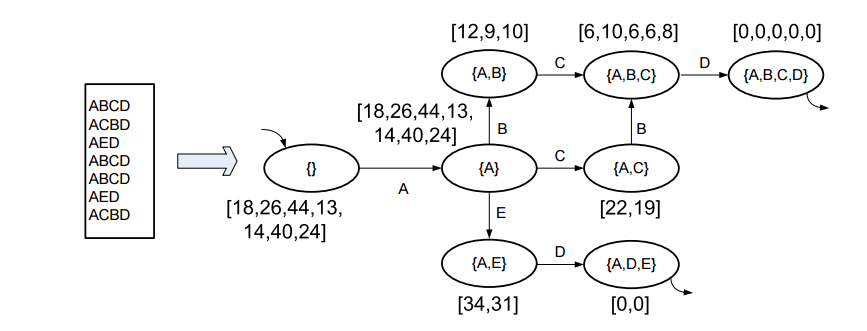 ABCD
ACBD
AED
ABCD
ABCD
AED
ACBD
{}
[18,26,44,13,
14,40,24]
A
[18,26,44,13,
14,40,24]
{A}
B
[12,9,10]
{A,B}
C
[6,10,6,6,8]
{A,B,C}
D
[0,0,0,0,0]
{A,B,C,D}
C
{A,C}
B
[22,19]
E
{A,E}
[34,31]
D
{A,D,E}
[0,0]